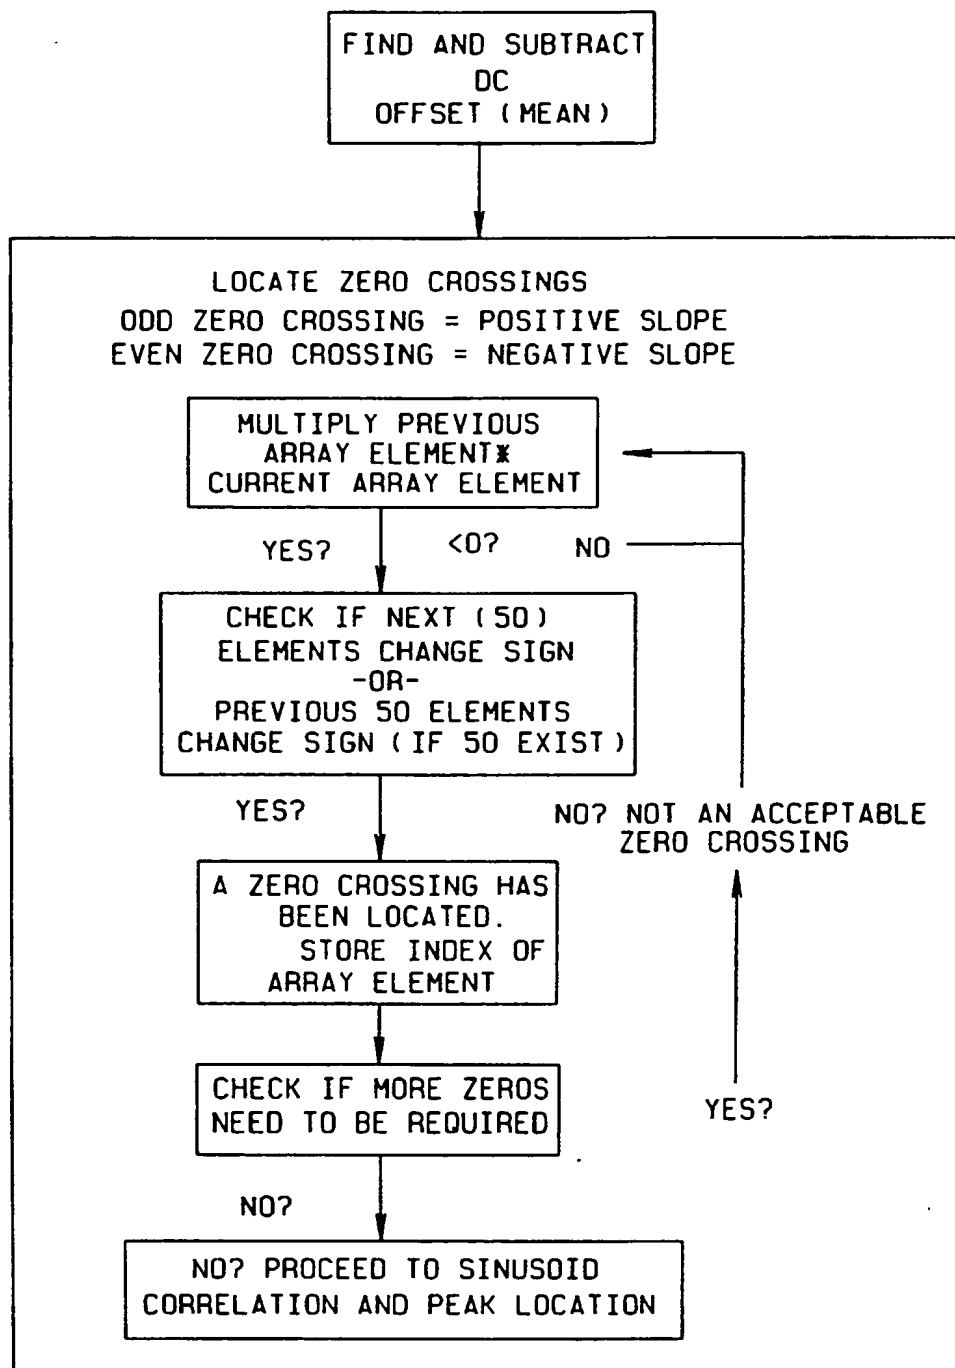 FIND AND SUBTRACT
DC
OFFSET (MEAN)
LOCATE ZERO CROSSINGS
ODD ZERO CROSSING = POSITIVE SLOPE
EVEN ZERO CROSSING = NEGATIVE SLOPE
MULTIPLY PREVIOUS
ARRAY ELEMENT*
CURRENT ARRAY ELEMENT
YES?
<0?
NO
CHECK IF NEXT (50)
ELEMENTS CHANGE SIGN
-OR-
PREVIOUS 50 ELEMENTS
CHANGE SIGN (IF 50 EXIST)
YES?
NO? NOT AN ACCEPTABLE
ZERO CROSSING
A ZERO CROSSING HAS
BEEN LOCATED.
STORE INDEX OF
ARRAY ELEMENT
CHECK IF MORE ZEROS
NEED TO BE REQUIRED
YES?
NO?
NO? PROCEED TO SINUSOID
CORRELATION AND PEAK LOCATION